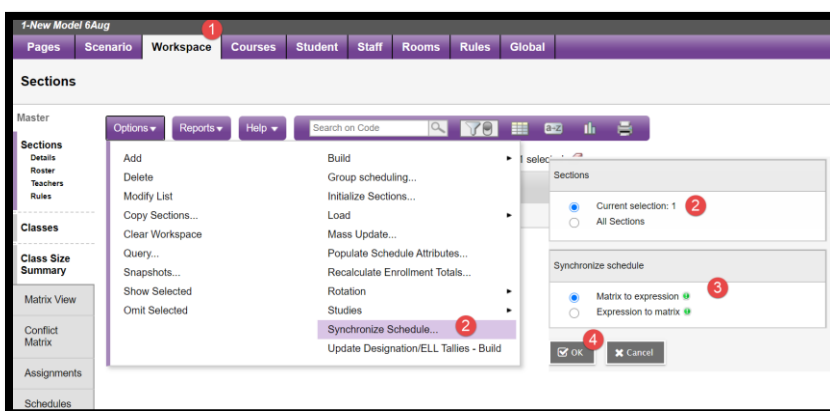 1-New Model 6Aug
1
Pages Scenario Workspace Courses Student Staff Rooms Rules Global
Sections
Master
Options Reports Help Search on Code a-z
Sections
Details
Roster
Teachers
Rules
Classes
Class Size
Summary
Matrix View
Conflict
Matrix
Assignments
Schedules
Add
Delete
Modify List
Copy Sections...
Clear Workspace
Query...
Snapshots...
Show Selected
Omit Selected
Build
Group scheduling...
Initialize Sections...
Load
Mass Update...
Populate Schedule Attributes...
Recalculate Enrollment Totals...
Rotation
Studies
Synchronize Schedule... 2
Update Designation/ELL Tallies - Build
Sections
Current selection: 1 2
All Sections
Synchronize schedule
Matrix to expression 3
Expression to matrix
4
OK Cancel